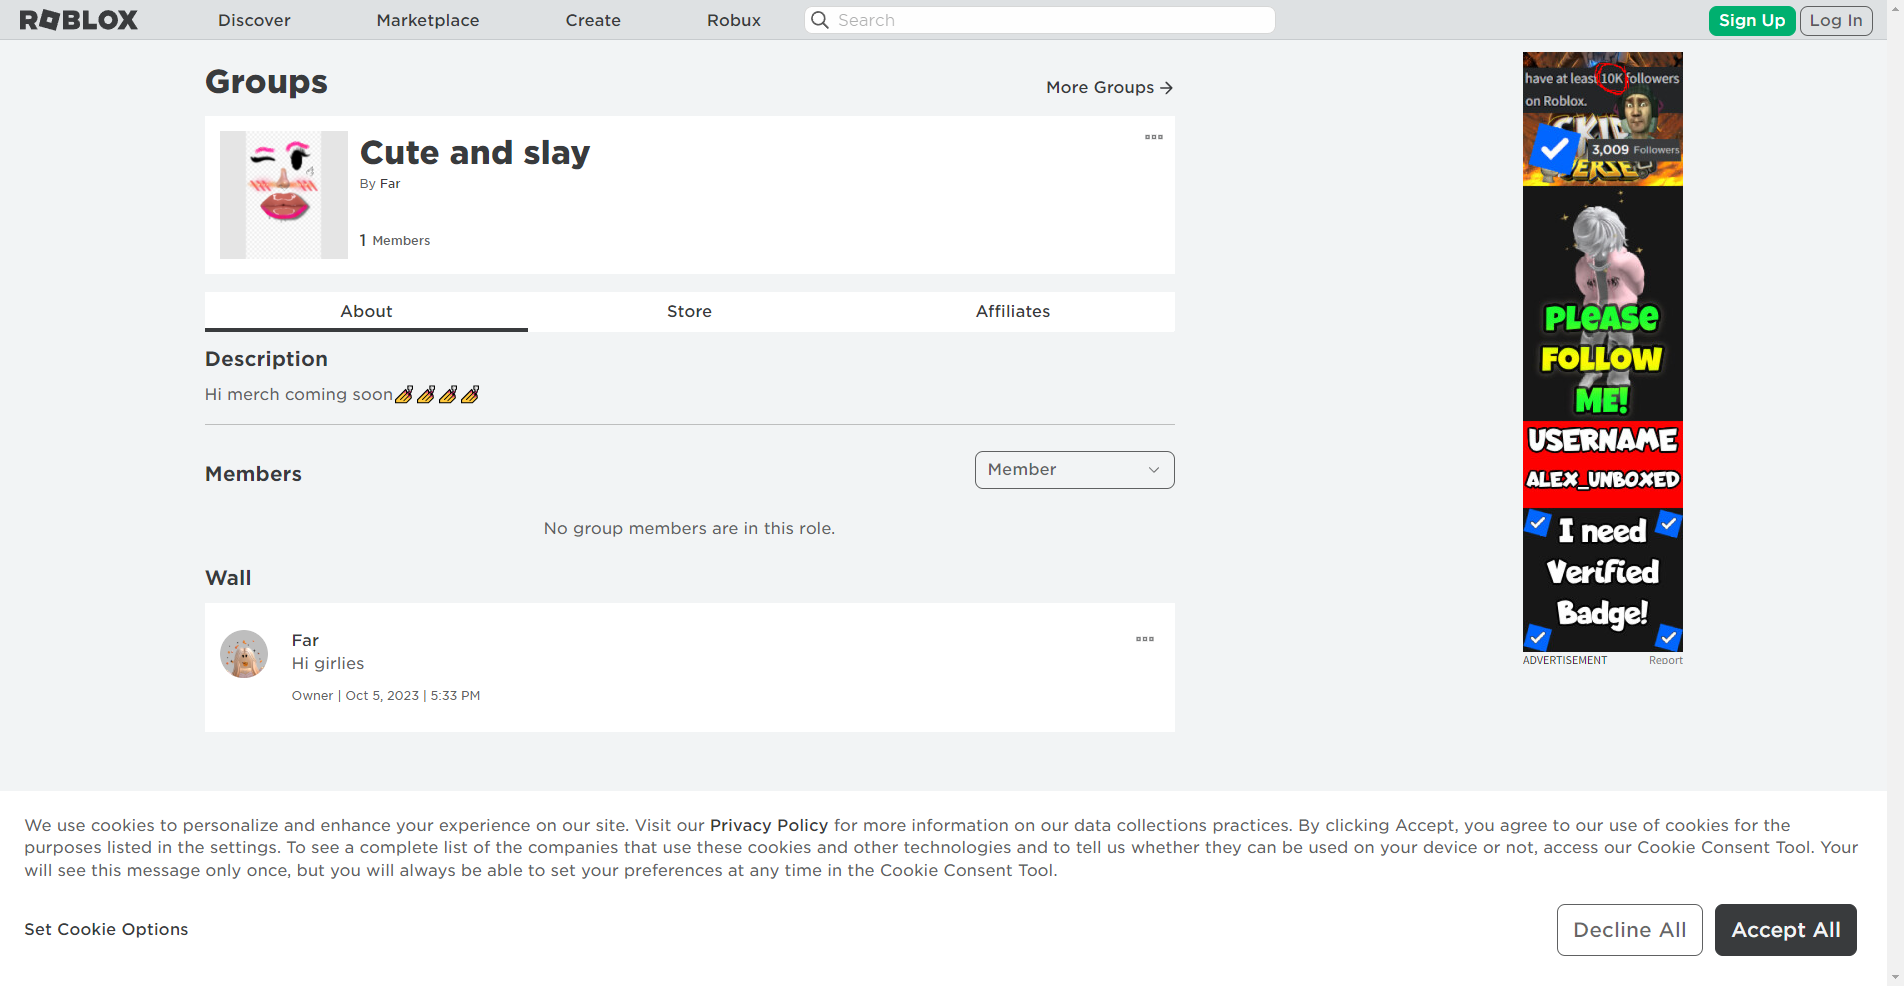 ROBLOX
Discover
Marketplace
Create
Robux
Search
Sign Up
Log In
Groups
More Groups
Cute and slay
By Far
1 Members
About
Store
Affiliates
Description
Hi merch coming soon💅💅💅💅
Members
Member
No group members are in this role.
Wall
Far
Hi girlies
Owner | Oct 5, 2023 | 5:33 PM
have at least 10K followers
on Roblox.
3,009 Followers
PLEASE
FOLLOW
ME!
USERNAME
ALEX_UNBOXED
I need
Verified
Badge!
ADVERTISEMENT
Report
We use cookies to personalize and enhance your experience on our site. Visit our Privacy Policy for more information on our data collections practices. By clicking Accept, you agree to our use of cookies for the
purposes listed in the settings. To see a complete list of the companies that use these cookies and other technologies and to tell us whether they can be used on your device or not, access our Cookie Consent Tool. Your
will see this message only once, but you will always be able to set your preferences at any time in the Cookie Consent Tool.
Set Cookie Options
Decline All
Accept All